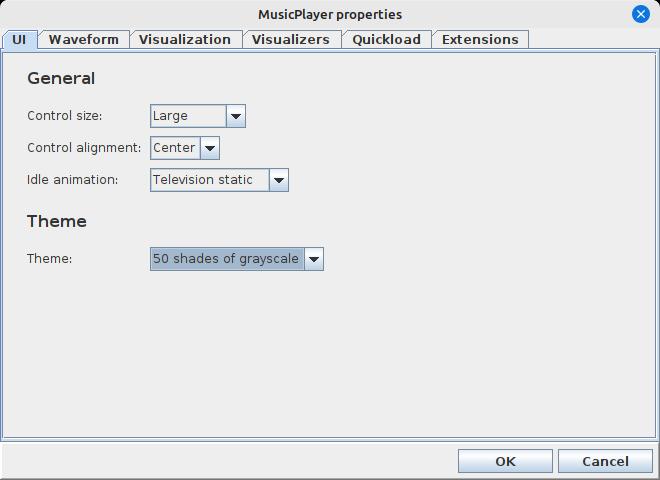 MusicPlayer properties
UI Waveform Visualization Visualizers Quickload Extensions
General
Control size: Large
Control alignment: Center
Idle animation: Television static
Theme
Theme: 50 shades of grayscale
OK Cancel